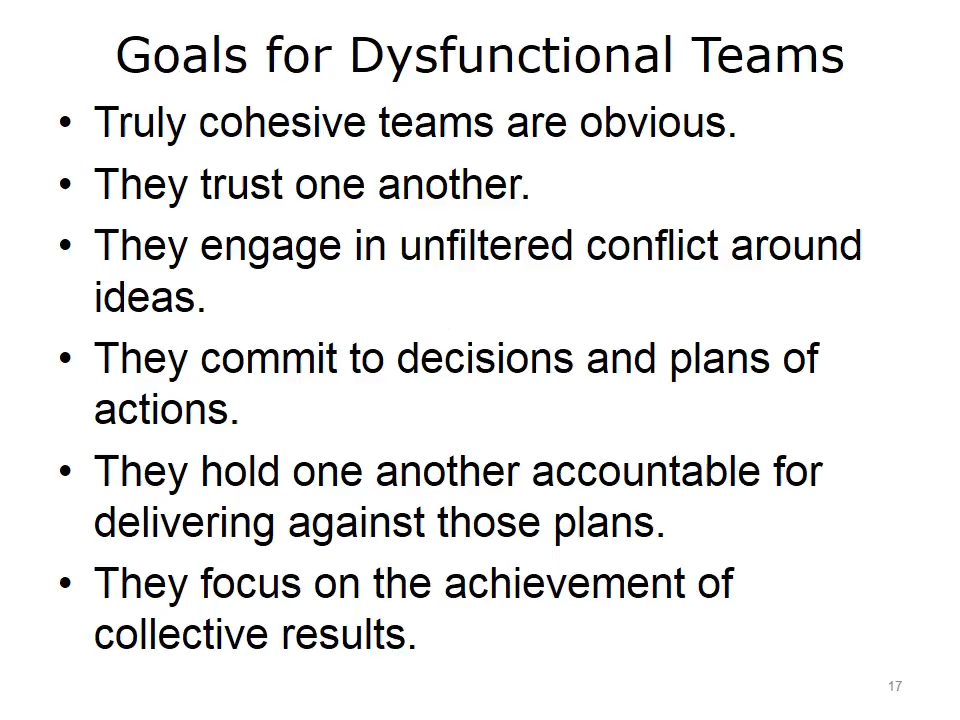 Goals for Dysfunctional Teams
• Truly cohesive teams are obvious.
• They trust one another.
• They engage in unfiltered conflict around
ideas.
• They commit to decisions and plans of
actions.
• They hold one another accountable for
delivering against those plans.
• They focus on the achievement of
collective results.
17